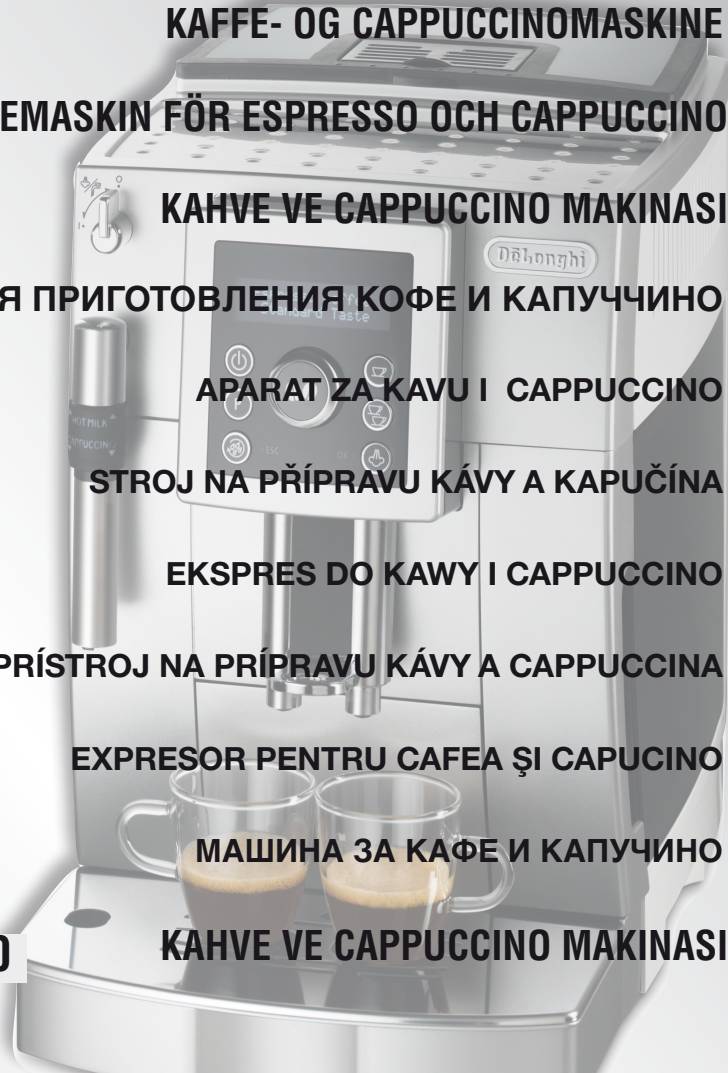 KAFFE- OG CAPPUCCINOMASKINE
EMASKIN FÖR ESPRESSO OCH CAPPUCCINO
KAHVE VE CAPPUCCINO MAKINASI
DēLonghi
Я ПРИГОТОВЛЕНИЯ КОФЕ И КАПУЧЧИНО
Standard Taste
APARAT ZA KAVU I CAPPUCCINO
HOT MILK
CAPPUCCINO
ESC
OK
STROJ NA PŘÍPRAVU KÁVY A KAPUČÍNA
EKSPRES DO KAWY I CAPPUCCINO
PRÍSTROJ NA PRÍPRAVU KÁVY A CAPPUCCINA
EXPRESOR PENTRU CAFEA ŞI CAPUCINO
МАШИНА ЗА КАФЕ И КАПУЧИНО
O
KAHVE VE CAPPUCCINO MAKINASI